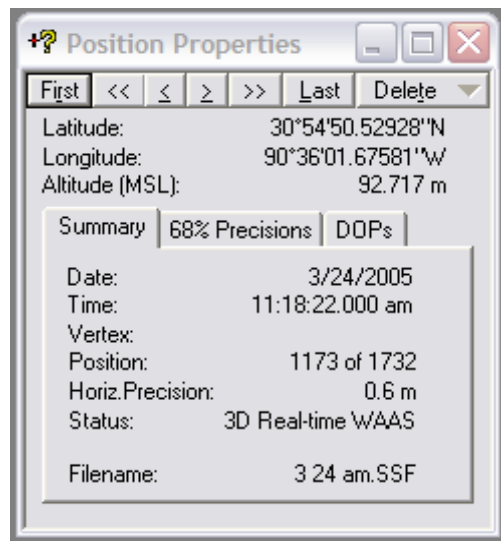 Position Properties
First << < > >> Last Delete
Latitude: 30°54'50.52928"N
Longitude: 90°36'01.67581"W
Altitude (MSL): 92.717 m
Summary 68% Precisions DOPs
Date: 3/24/2005
Time: 11:18:22.000 am
Vertex:
Position: 1173 of 1732
Horiz.Precision: 0.6 m
Status: 3D Real-time WAAS
Filename: 3 24 am.SSF